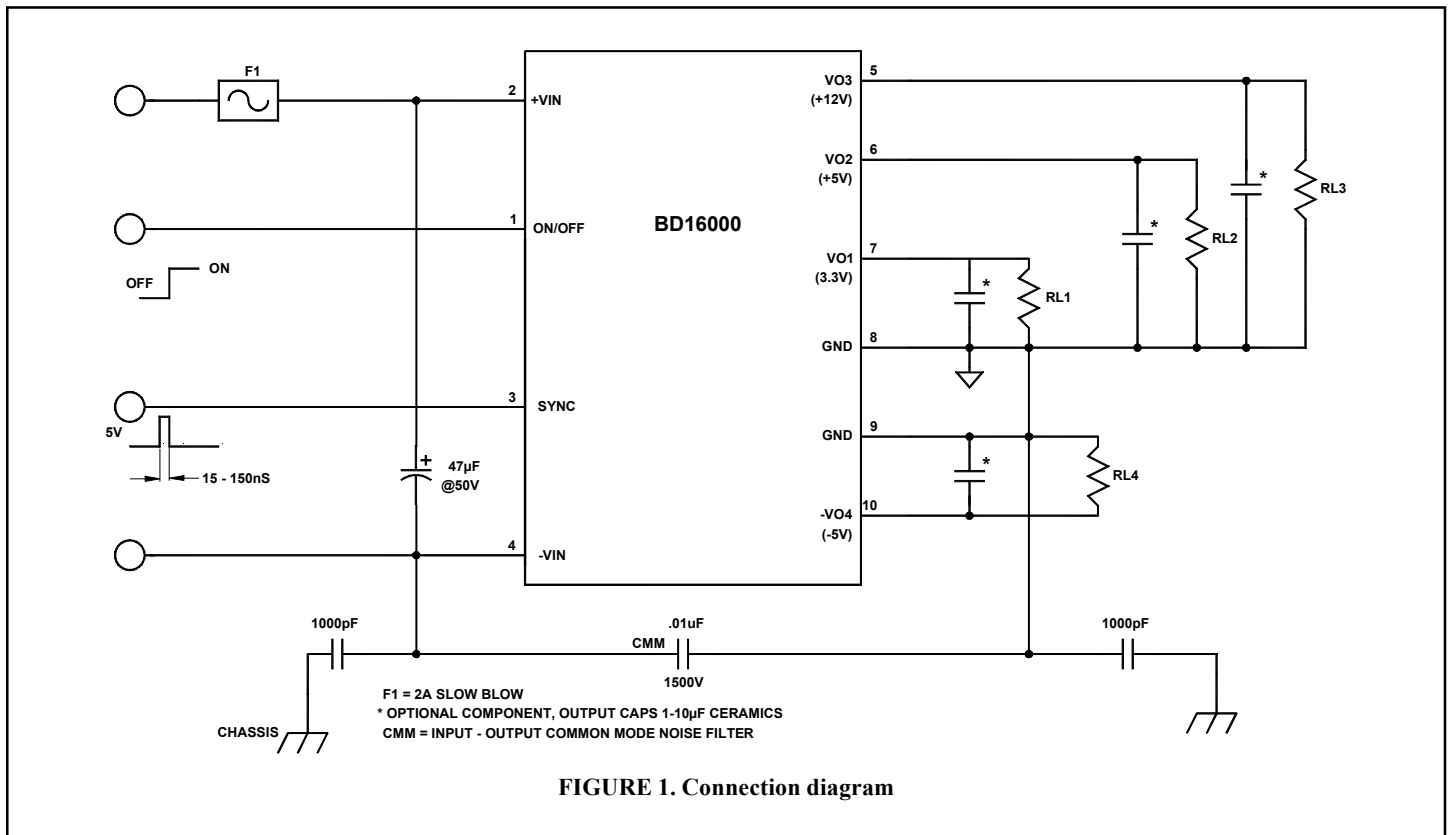 F1
2
+VIN
1
ON/OFF
OFF
ON
3
SYNC
5V
15 - 150nS
+
47µF
@50V
4
-VIN
BD16000
VO3
(+12V)
5
*
RL3
VO2
(+5V)
6
*
RL2
VO1
(3.3V)
7
*
RL1
GND
8
GND
9
*
RL4
-VO4
(-5V)
10
1000pF
.01uF
CMM
1500V
1000pF
CHASSIS
F1 = 2A SLOW BLOW
* OPTIONAL COMPONENT, OUTPUT CAPS 1-10µF CERAMICS
CMM = INPUT - OUTPUT COMMON MODE NOISE FILTER
FIGURE 1. Connection diagram